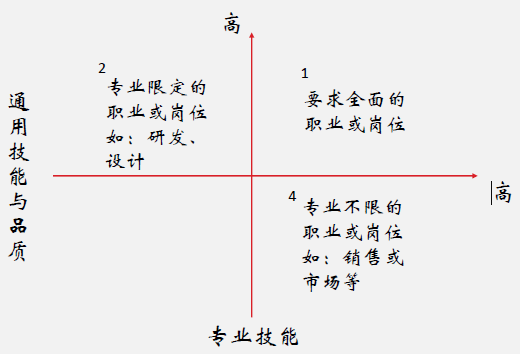 高
2
专业限定的
职业或岗位
如：研发、
设计
1
要求全面的
职业或岗位
通用技能与品质
高
4
专业不限的
职业或岗位
如：销售或
市场等
专业技能